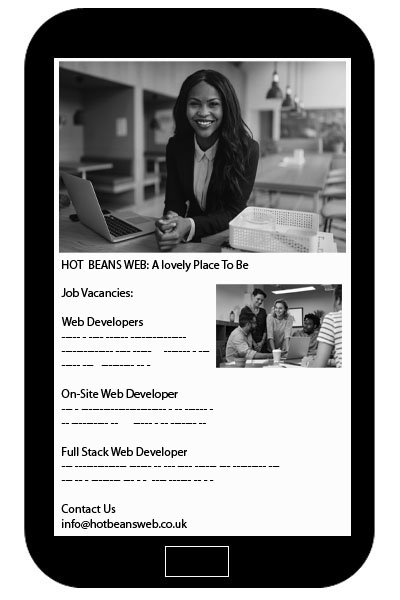 HOT BEANS WEB: A lovely Place To Be
Job Vacancies:
Web Developers
On-Site Web Developer
Full Stack Web Developer
Contact Us
info@hotbeansweb.co.uk